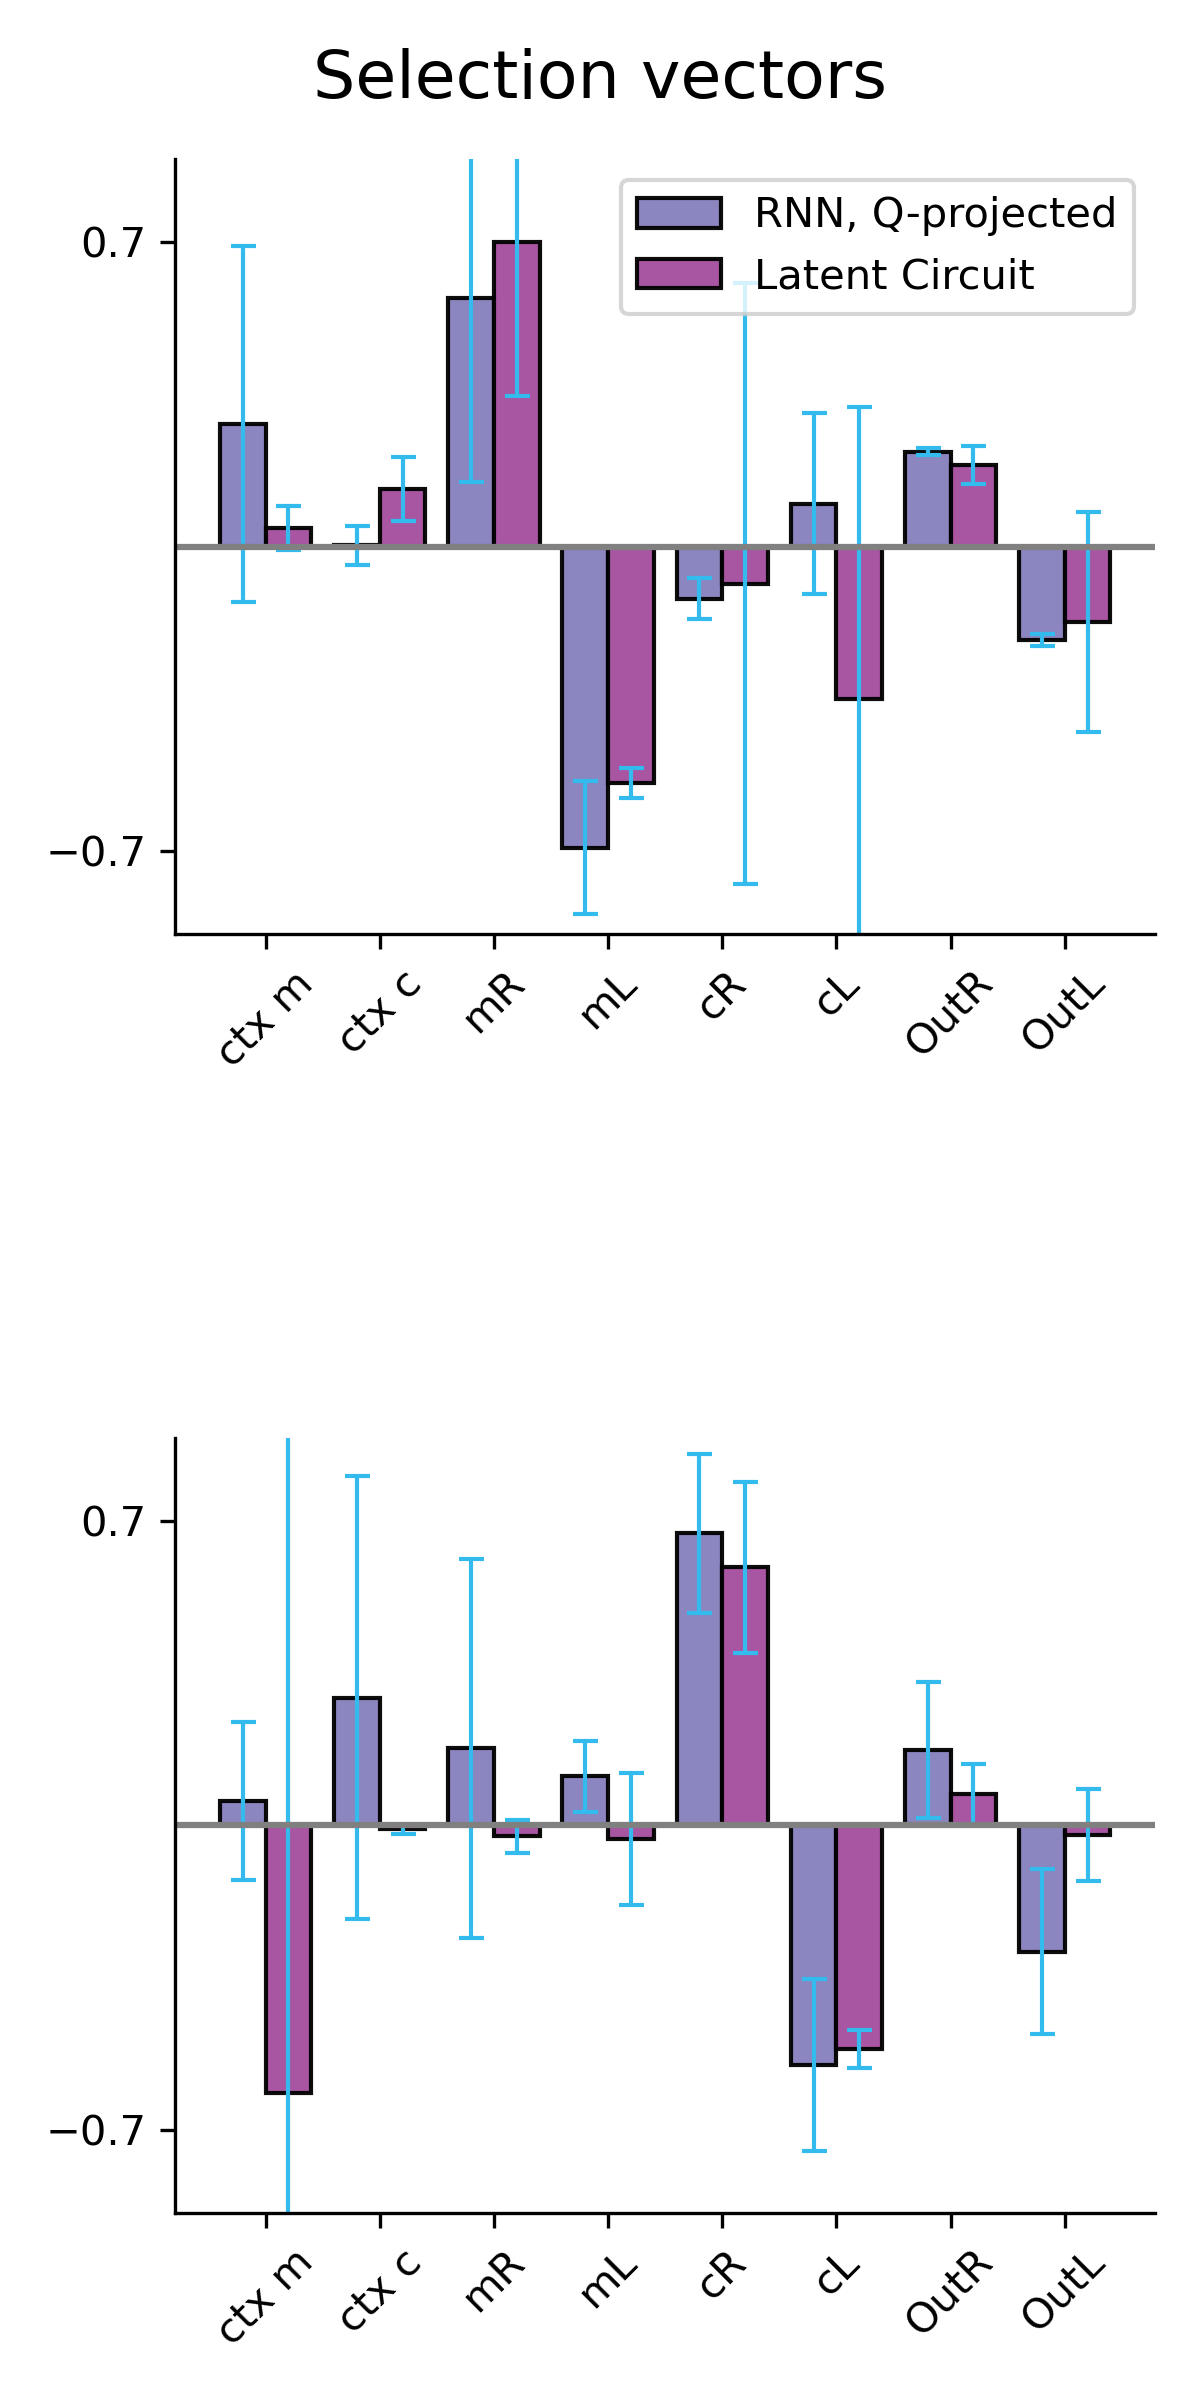 Selection vectors
0.7
RNN, Q-projected
Latent Circuit
−0.7
ctx m
ctx c
mR
mL
cR
cL
OutR
OutL
0.7
−0.7
ctx m
ctx c
mR
mL
cR
cL
OutR
OutL